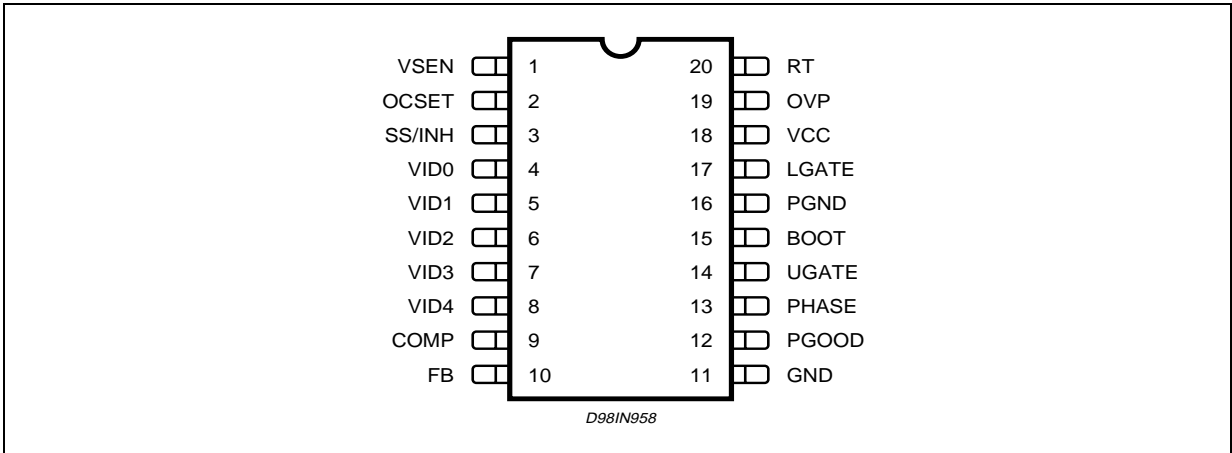 VSEN 1 20 RT
OCSET 2 19 OVP
SS/INH 3 18 VCC
VID0 4 17 LGATE
VID1 5 16 PGND
VID2 6 15 BOOT
VID3 7 14 UGATE
VID4 8 13 PHASE
COMP 9 12 PGOOD
FB 10 11 GND
D98IN958